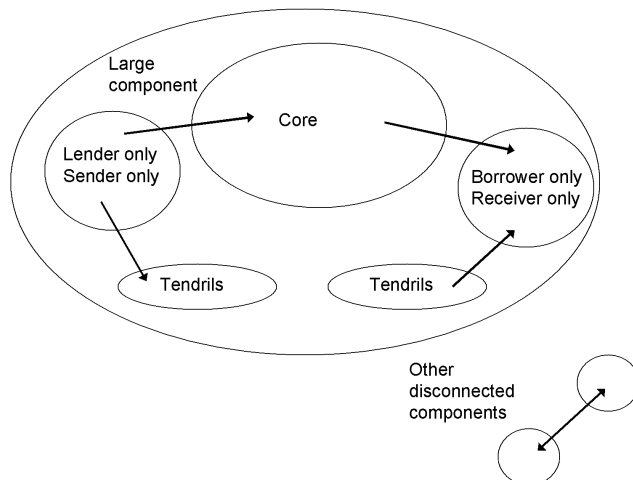 Large
component
Core
Lender only
Sender only
Borrower only
Receiver only
Tendrils
Tendrils
Other
disconnected
components